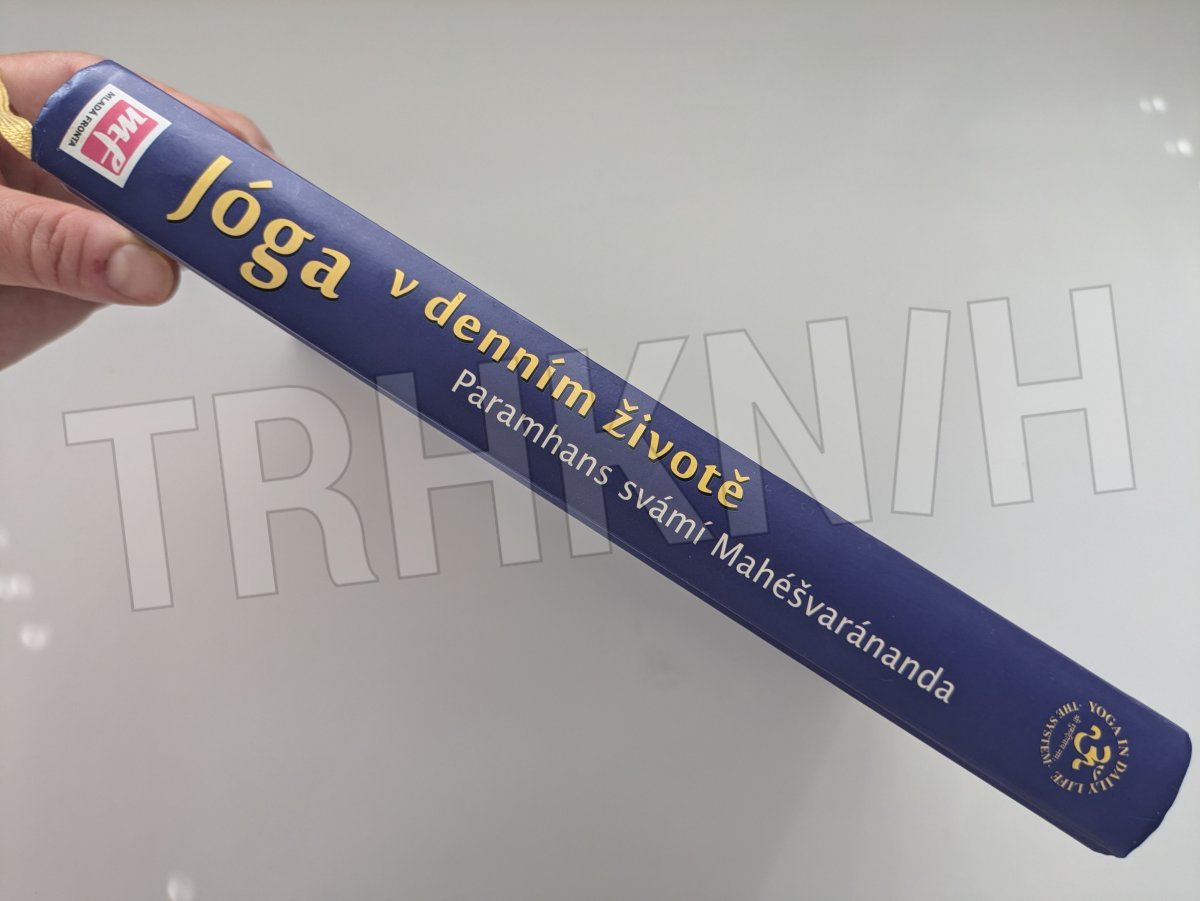 mf
MLADÁ FRONTA
Jóga v denním životě
Paramhans svámí Mahéšvaránanda
YOGA IN DAILY LIFE · THE SYSTEM ·
TRHKNIH